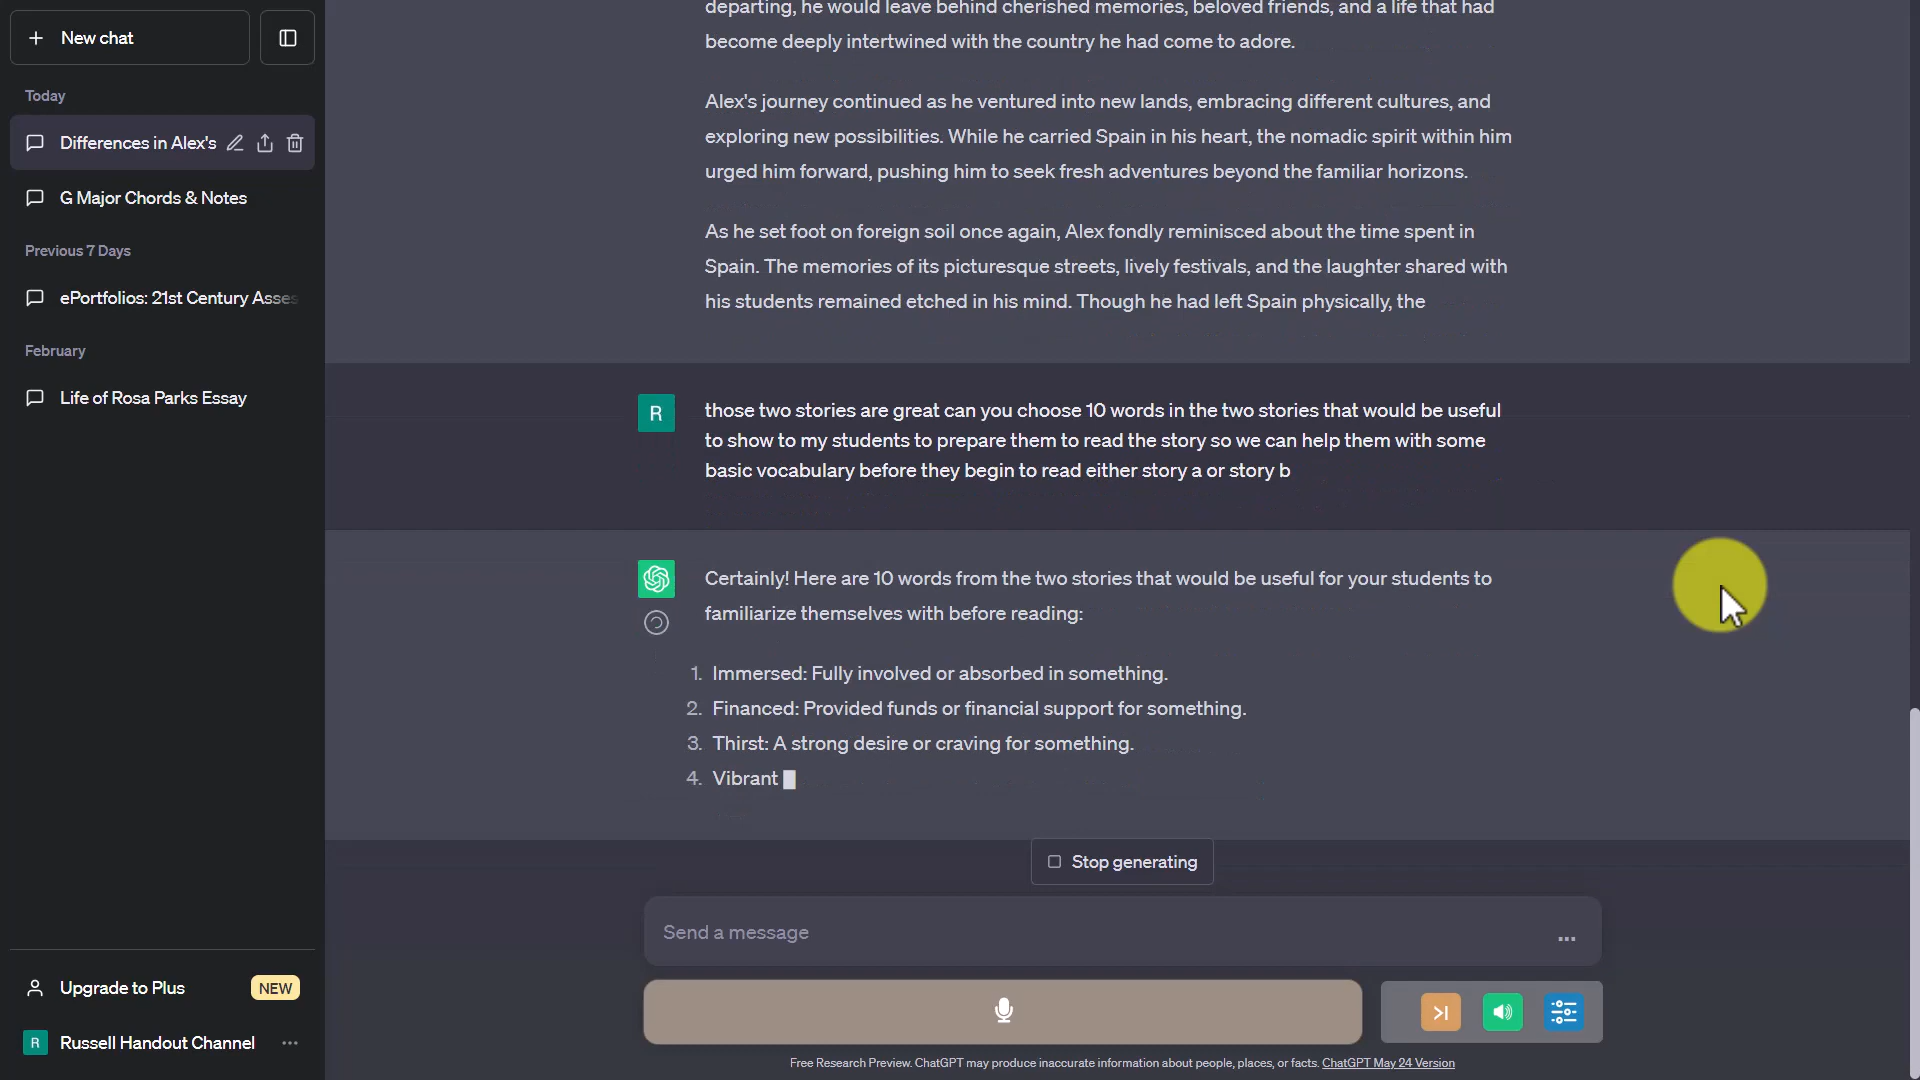 New chat
Today
Differences in Alex's
G Major Chords & Notes
Previous 7 Days
ePortfolios: 21st Century Asses
February
Life of Rosa Parks Essay
Upgrade to Plus
NEW
R
Russell Handout Channel
departing, he would leave behind cherished memories, beloved friends, and a life that had
become deeply intertwined with the country he had come to adore.
Alex's journey continued as he ventured into new lands, embracing different cultures, and
exploring new possibilities. While he carried Spain in his heart, the nomadic spirit within him
urged him forward, pushing him to seek fresh adventures beyond the familiar horizons.
As he set foot on foreign soil once again, Alex fondly reminisced about the time spent in
Spain. The memories of its picturesque streets, lively festivals, and the laughter shared with
his students remained etched in his mind. Though he had left Spain physically, the
R
those two stories are great can you choose 10 words in the two stories that would be useful
to show to my students to prepare them to read the story so we can help them with some
basic vocabulary before they begin to read either story a or story b
Certainly! Here are 10 words from the two stories that would be useful for your students to
familiarize themselves with before reading:
1. Immersed: Fully involved or absorbed in something.
2. Financed: Provided funds or financial support for something.
3. Thirst: A strong desire or craving for something.
4. Vibrant
Stop generating
Send a message
Free Research Preview. ChatGPT may produce inaccurate information about people, places, or facts. ChatGPT May 24 Version